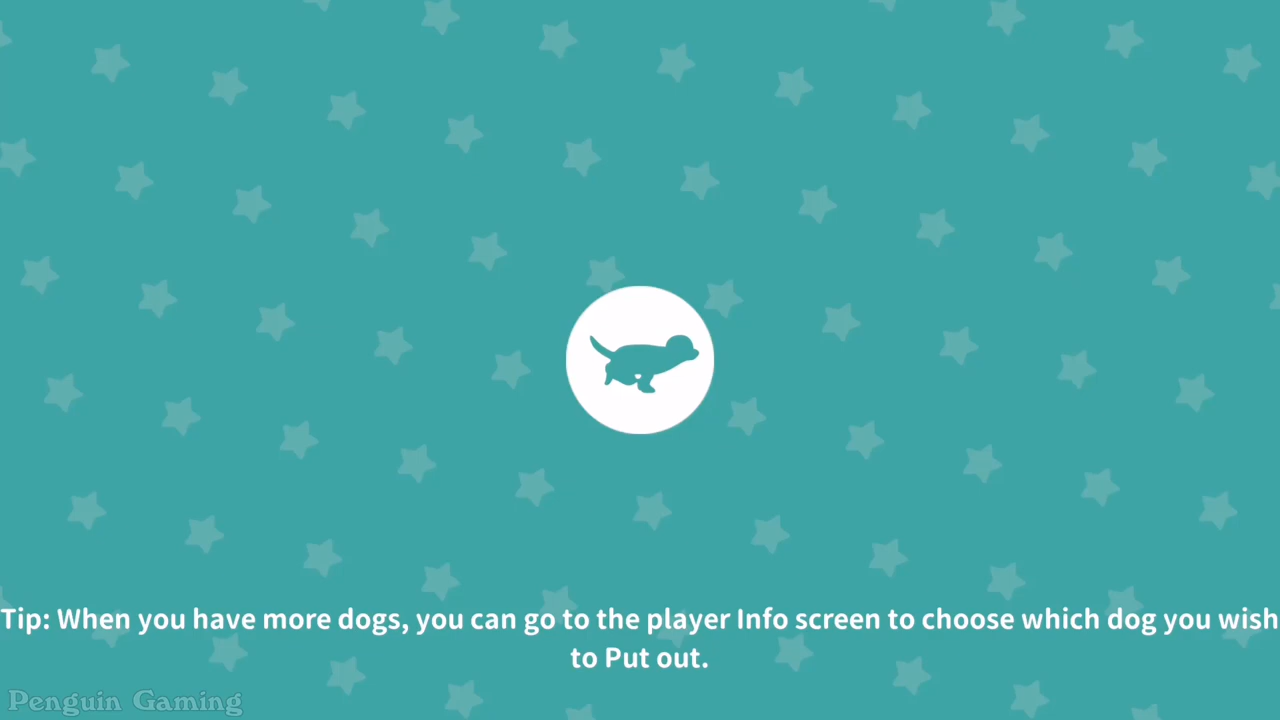 Tip: When you have more dogs, you can go to the player Info screen to choose which dog you wish
to Put out.
Penguin Gaming